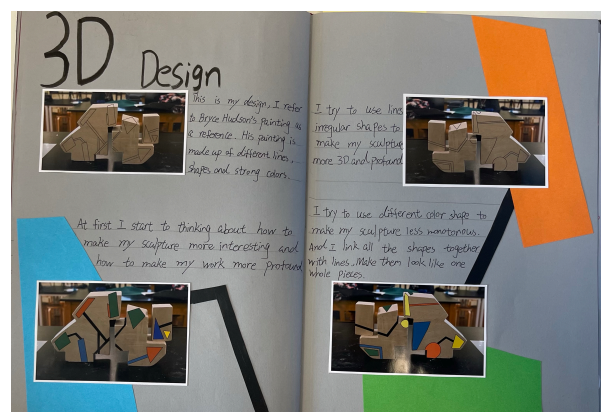 3D Design
This is my design, I refer
to Bryce Hudson's Painting as
a reference. His painting is
made up of different lines,
shapes and strong colors.
At first I start to thinking about how to
make my sculpture more interesting and
how to make my work more profound
I try to use lines
irregular shapes to
make my sculpture
more 3D and profound
I try to use different color shape to
make my sculpture less monotonous.
And I link all the shapes together
with lines. Make them look like one
whole pieces.